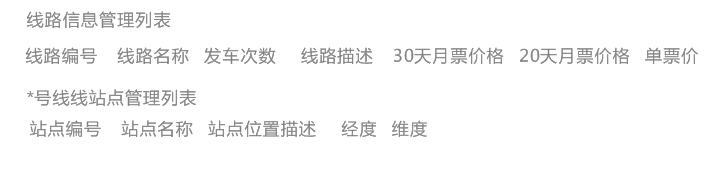 线路信息管理列表
线路编号 线路名称 发车次数 线路描述 30天月票价格 20天月票价格 单票价
*号线线站点管理列表
站点编号 站点名称 站点位置描述 经度 维度